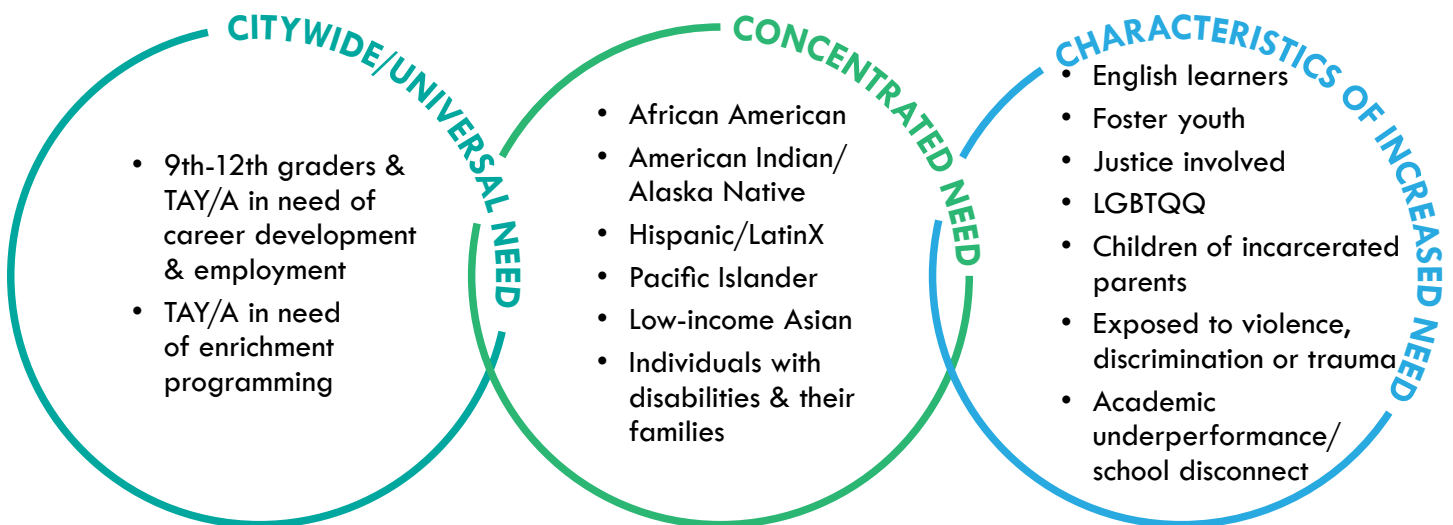 CITYWIDE/UNIVERSAL NEED
• 9th-12th graders &
TAY/A in need of
career development
& employment
• TAY/A in need
of enrichment
programming
CONCENTRATED NEED
• African American
• American Indian/
Alaska Native
• Hispanic/LatinX
• Pacific Islander
• Low-income Asian
• Individuals with
disabilities & their
families
CHARACTERISTICS OF INCREASED NEED
• English learners
• Foster youth
• Justice involved
• LGBTQQ
• Children of incarcerated
parents
• Exposed to violence,
discrimination or trauma
• Academic
underperformance/
school disconnect